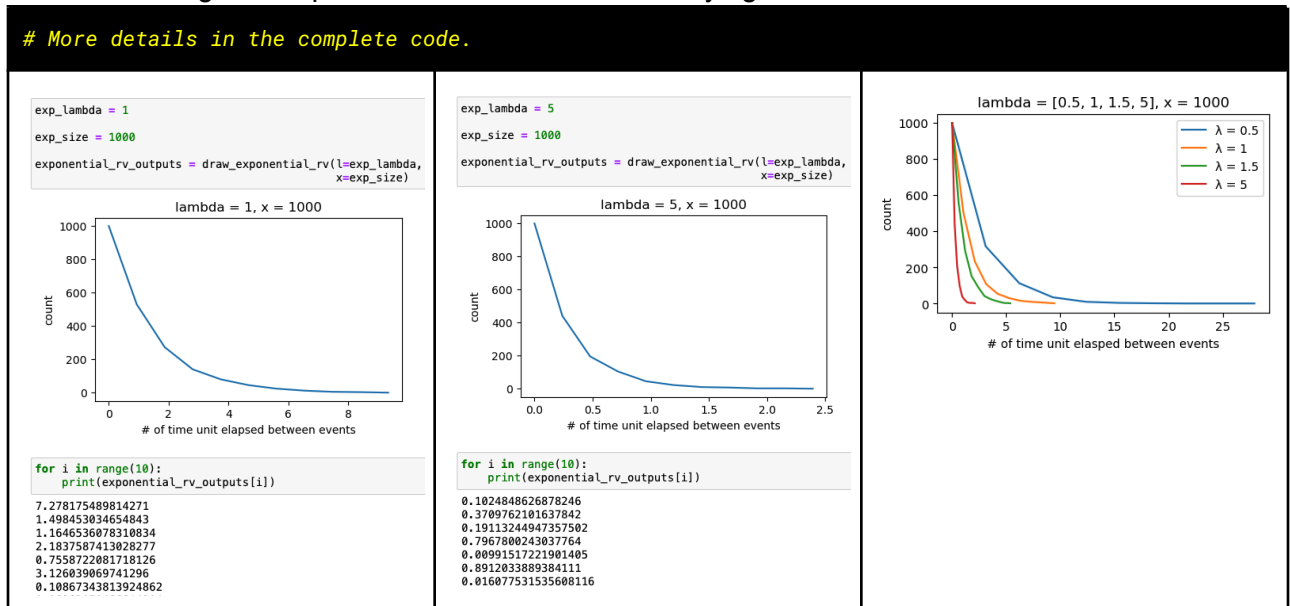 # More details in the complete code.
exp_lambda = 1
exp_size = 1000
exponential_rv_outputs = draw_exponential_rv(l=exp_lambda,
x=exp_size)
lambda = 1, x = 1000
1000
800
600
400
200
0
count
0 2 4 6 8
# of time unit elapsed between events
for i in range(10):
print(exponential_rv_outputs[i])
7.278175489814271
1.498453034654843
1.1646536078310834
2.1837587413028277
0.7558722081718126
3.126039069741296
0.10867343813924862
exp_lambda = 5
exp_size = 1000
exponential_rv_outputs = draw_exponential_rv(l=exp_lambda,
x=exp_size)
lambda = 5, x = 1000
1000
800
600
400
200
0
count
0.0 0.5 1.0 1.5 2.0 2.5
# of time unit elapsed between events
for i in range(10):
print(exponential_rv_outputs[i])
0.1024848626878246
0.3709762101637842
0.19113244947357502
0.7967800243037764
0.00991517221901405
0.8912033889384111
0.016077531535608116
lambda = [0.5, 1, 1.5, 5], x = 1000
1000
800
600
400
200
0
count
λ = 0.5
λ = 1
λ = 1.5
λ = 5
0 5 10 15 20 25
# of time unit elasped between events